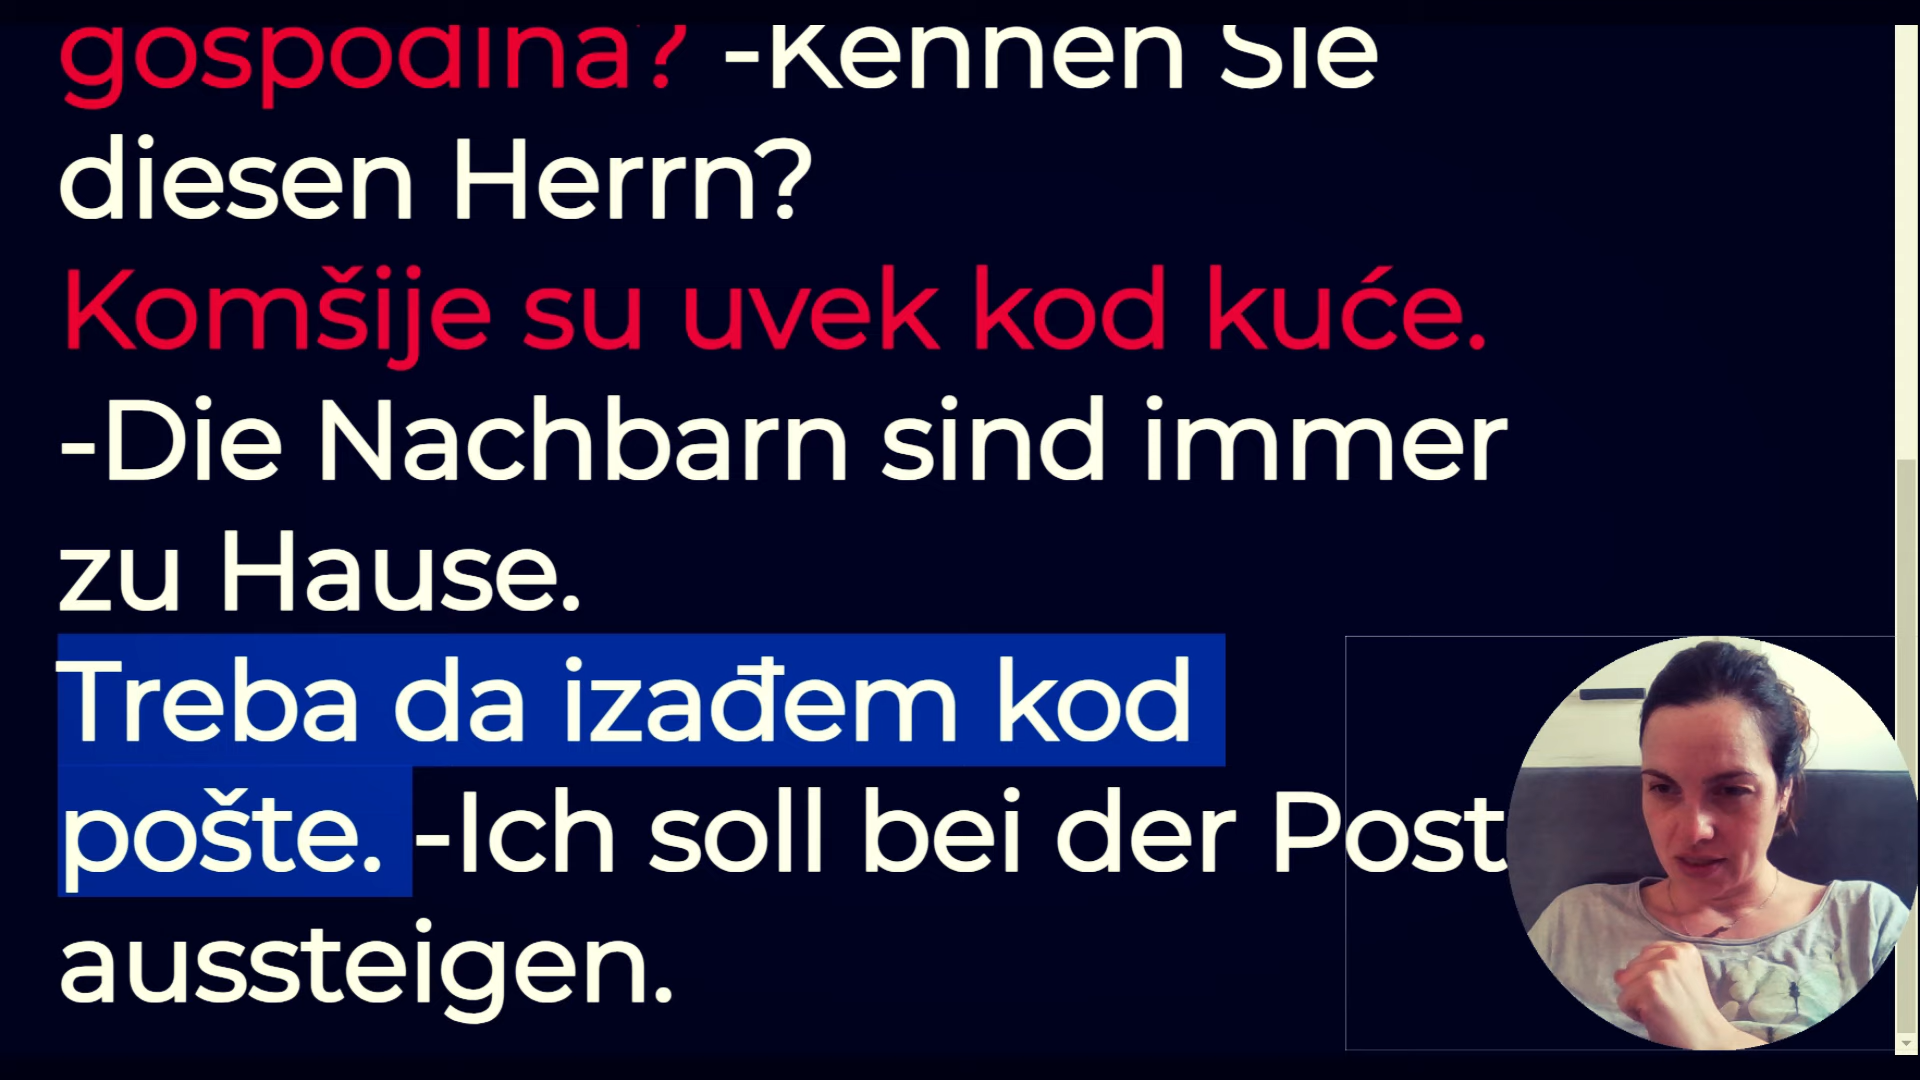 gospodina? -Kennen Sie
diesen Herrn?
Komšije su uvek kod kuće.
-Die Nachbarn sind immer
zu Hause.
Treba da izađem kod
pošte. -Ich soll bei der Post
aussteigen.